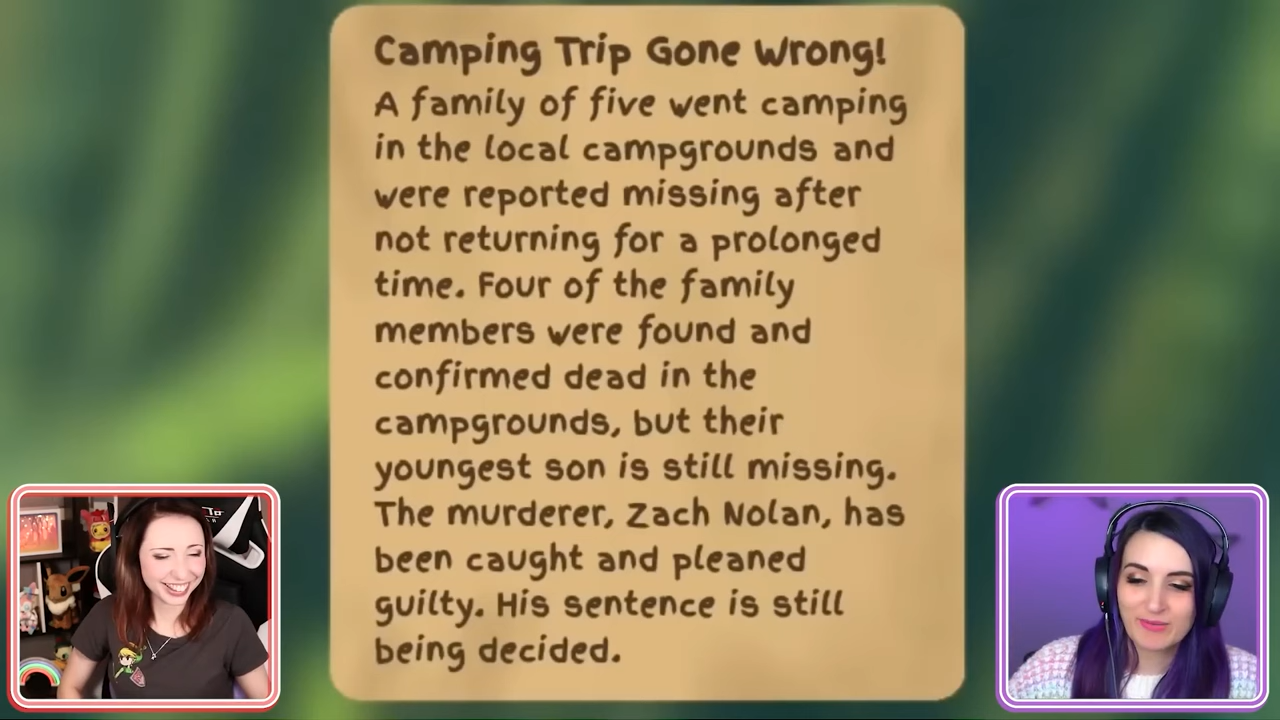 Camping Trip Gone Wrong!
A family of five went camping
in the local campgrounds and
were reported missing after
not returning for a prolonged
time. Four of the family
members were found and
confirmed dead in the
campgrounds, but their
youngest son is still missing.
The murderer, Zach Nolan, has
been caught and pleaned
guilty. His sentence is still
being decided.